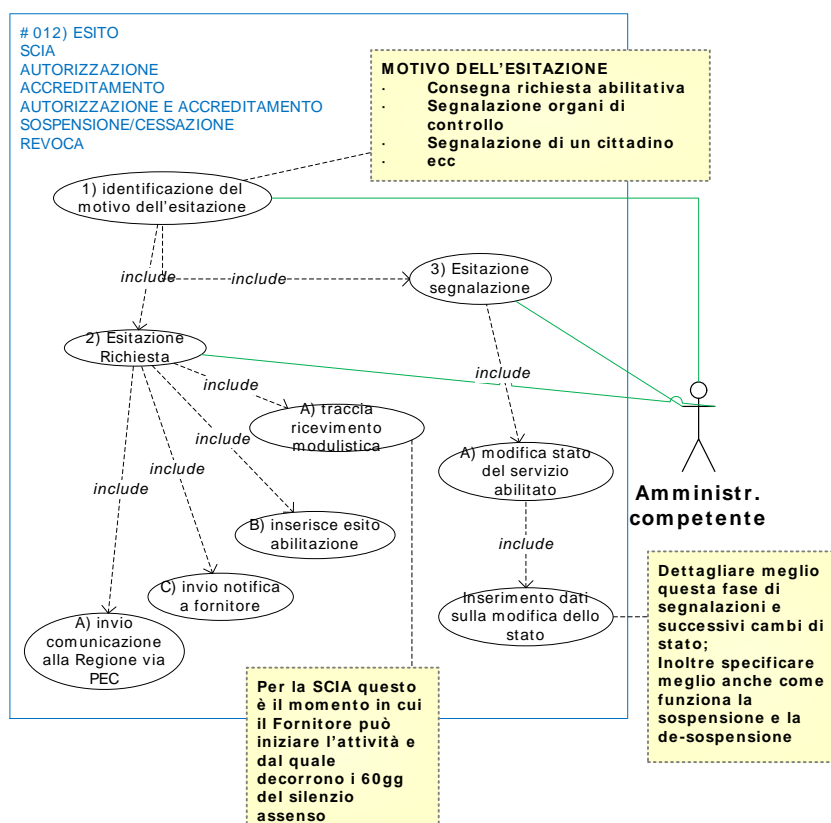 # 012) ESITO
SCIA
AUTORIZZAZIONE
ACCREDITAMENTO
AUTORIZZAZIONE E ACCREDITAMENTO
SOSPENSIONE/CESSAZIONE
REVOCA
MOTIVO DELL'ESITAZIONE
· Consegna richiesta abilitativa
· Segnalazione organi di
controllo
· Segnalazione di un cittadino
· ecc
1) identificazione del
motivo dell'esitazione
include
include
3) Esitazione
segnalazione
2) Esitazione
Richiesta
include
include
A) traccia
ricevimento
modulistica
include
include
include
A) modifica stato
del servizio
abilitato
Amministr.
competente
B) inserisce esito
abilitazione
include
C) invio notifica
a fornitore
Inserimento dati
sulla modifica dello
stato
A) invio
comunicazione
alla Regione via
PEC
Dettagliare meglio
questa fase di
segnalazioni e
successivi cambi di
stato;
Inoltre specificare
meglio anche come
funziona la
sospensione e la
de-sospensione
Per la SCIA questo
è il momento in cui
il Fornitore può
iniziare l'attività e
dal quale
decorrono i 60gg
del silenzio
assenso